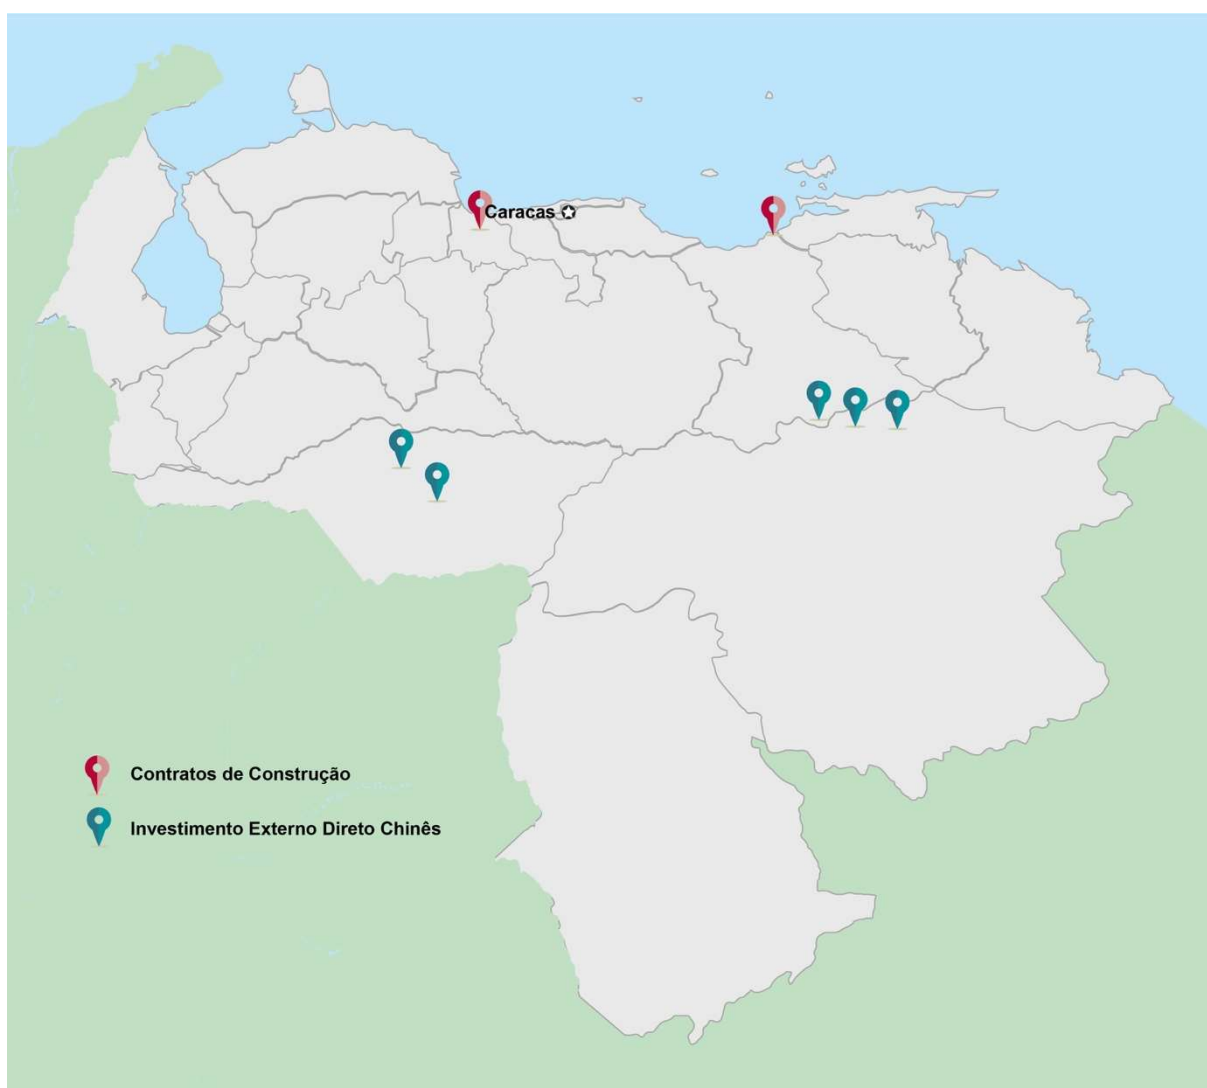 Caracas
Contratos de Construção
Investimento Externo Direto Chinês